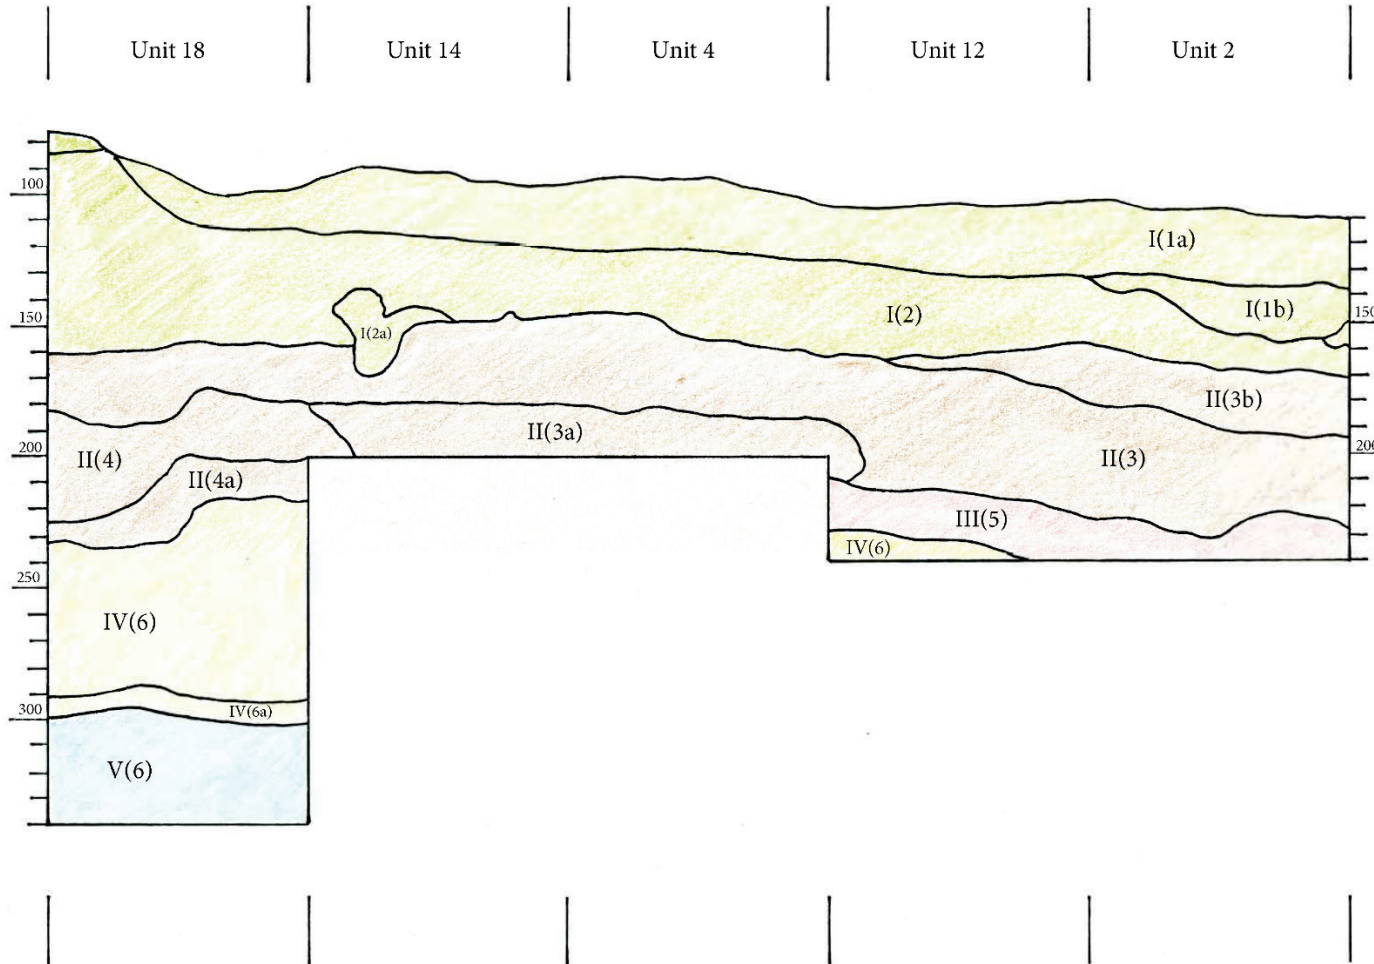 Unit 18 Unit 14 Unit 4 Unit 12 Unit 2
100
I(1a)
I(1b)
150 I(2a) I(2) 150
II(3b)
II(3a)
200 II(4) II(3) 200
II(4a)
III(5)
IV(6)
250
IV(6)
300 IV(6a)
V(6)